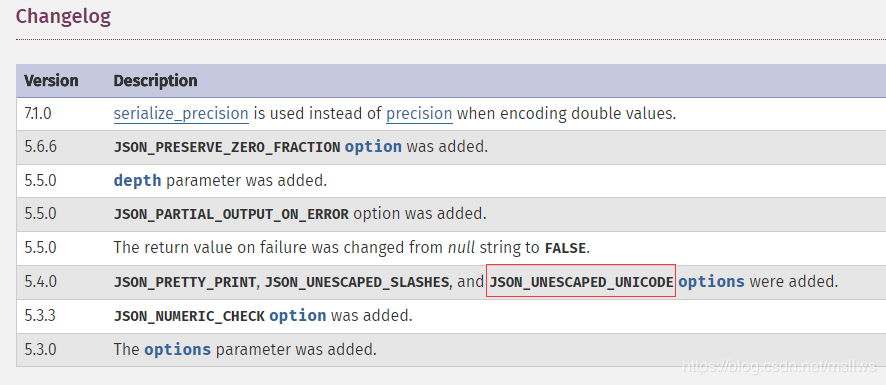 Changelog
Version Description
7.1.0 serialize_precision is used instead of precision when encoding double values.
5.6.6 JSON_PRESERVE_ZERO_FRACTION option was added.
5.5.0 depth parameter was added.
5.5.0 JSON_PARTIAL_OUTPUT_ON_ERROR option was added.
5.5.0 The return value on failure was changed from null string to FALSE.
5.4.0 JSON_PRETTY_PRINT, JSON_UNESCAPED_SLASHES, and JSON_UNESCAPED_UNICODE options were added.
5.3.3 JSON_NUMERIC_CHECK option was added.
5.3.0 The options parameter was added.
https://blog.csdn.net/msllws